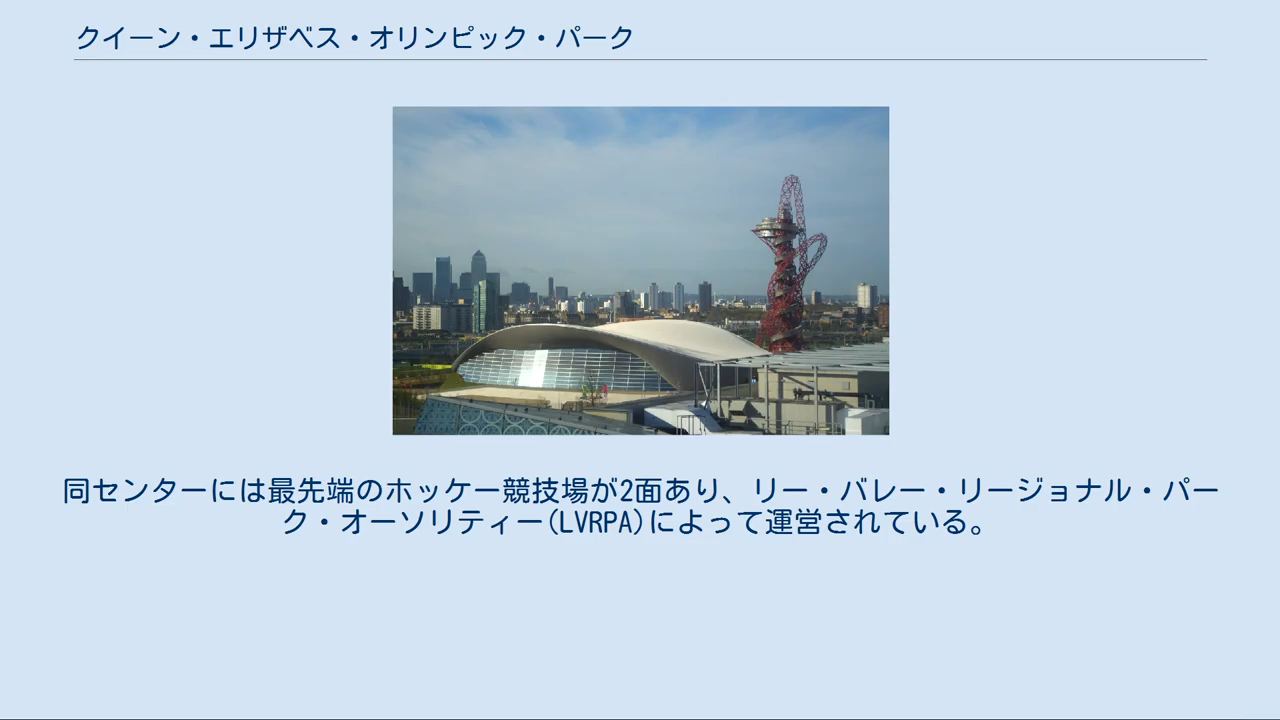 クイーン・エリザベス・オリンピック・パーク
同センターには最先端のホッケー競技場が2面あり、リー・バレー・リージョナル・パー
ク・オーソリティー(LVRPA)によって運営されている。